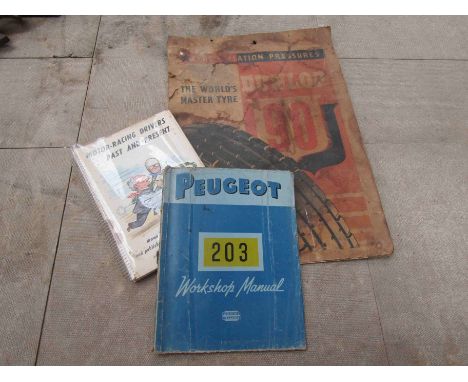 ATION PRESSURES
DUNLOP
THE WORLD'S
MASTER TYRE
90
MOTOR-RACING DRIVERS
PAST AND PRESENT
PEUGEOT
203
Workshop Manual